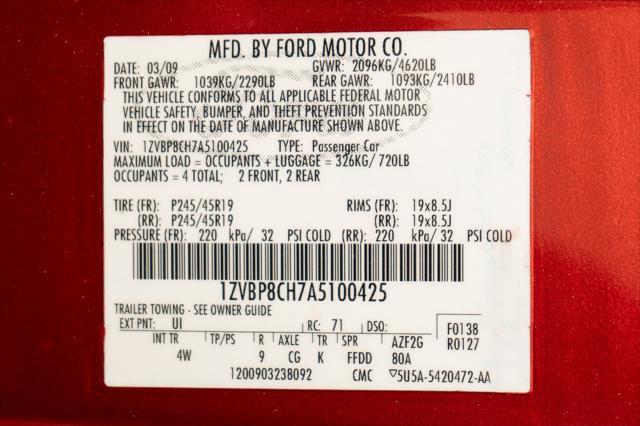 MFD. BY FORD MOTOR CO.
DATE: 03/09 GVWR: 2096KG/4620LB
FRONT GAWR: 1039KG/2290LB REAR GAWR: 1093KG/2410LB
THIS VEHICLE CONFORMS TO ALL APPLICABLE FEDERAL MOTOR
VEHICLE SAFETY, BUMPER, AND THEFT PREVENTION STANDARDS
IN EFFECT ON THE DATE OF MANUFACTURE SHOWN ABOVE.
VIN: 1ZVBP8CH7A5100425 TYPE: Passenger Car
MAXIMUM LOAD = OCCUPANTS + LUGGAGE = 326KG/ 720LB
OCCUPANTS = 4 TOTAL; 2 FRONT, 2 REAR
TIRE (FR): P245/45R19 RIMS (FR): 19x8.5J
(RR): P245/45R19 (RR): 19x8.5J
PRESSURE (FR): 220 kPa/ 32 PSI COLD (RR): 220 kPa/ 32 PSI COLD
1ZVBP8CH7A5100425
TRAILER TOWING - SEE OWNER GUIDE
EXT PNT: UI RC: 71 DSO: F0138
INT TR TP/PS R AXLE TR SPR AZF2G R0127
4W 9 CG K FFDD 80A
1200903238092 CMC ▽5U5A-5420472-AA